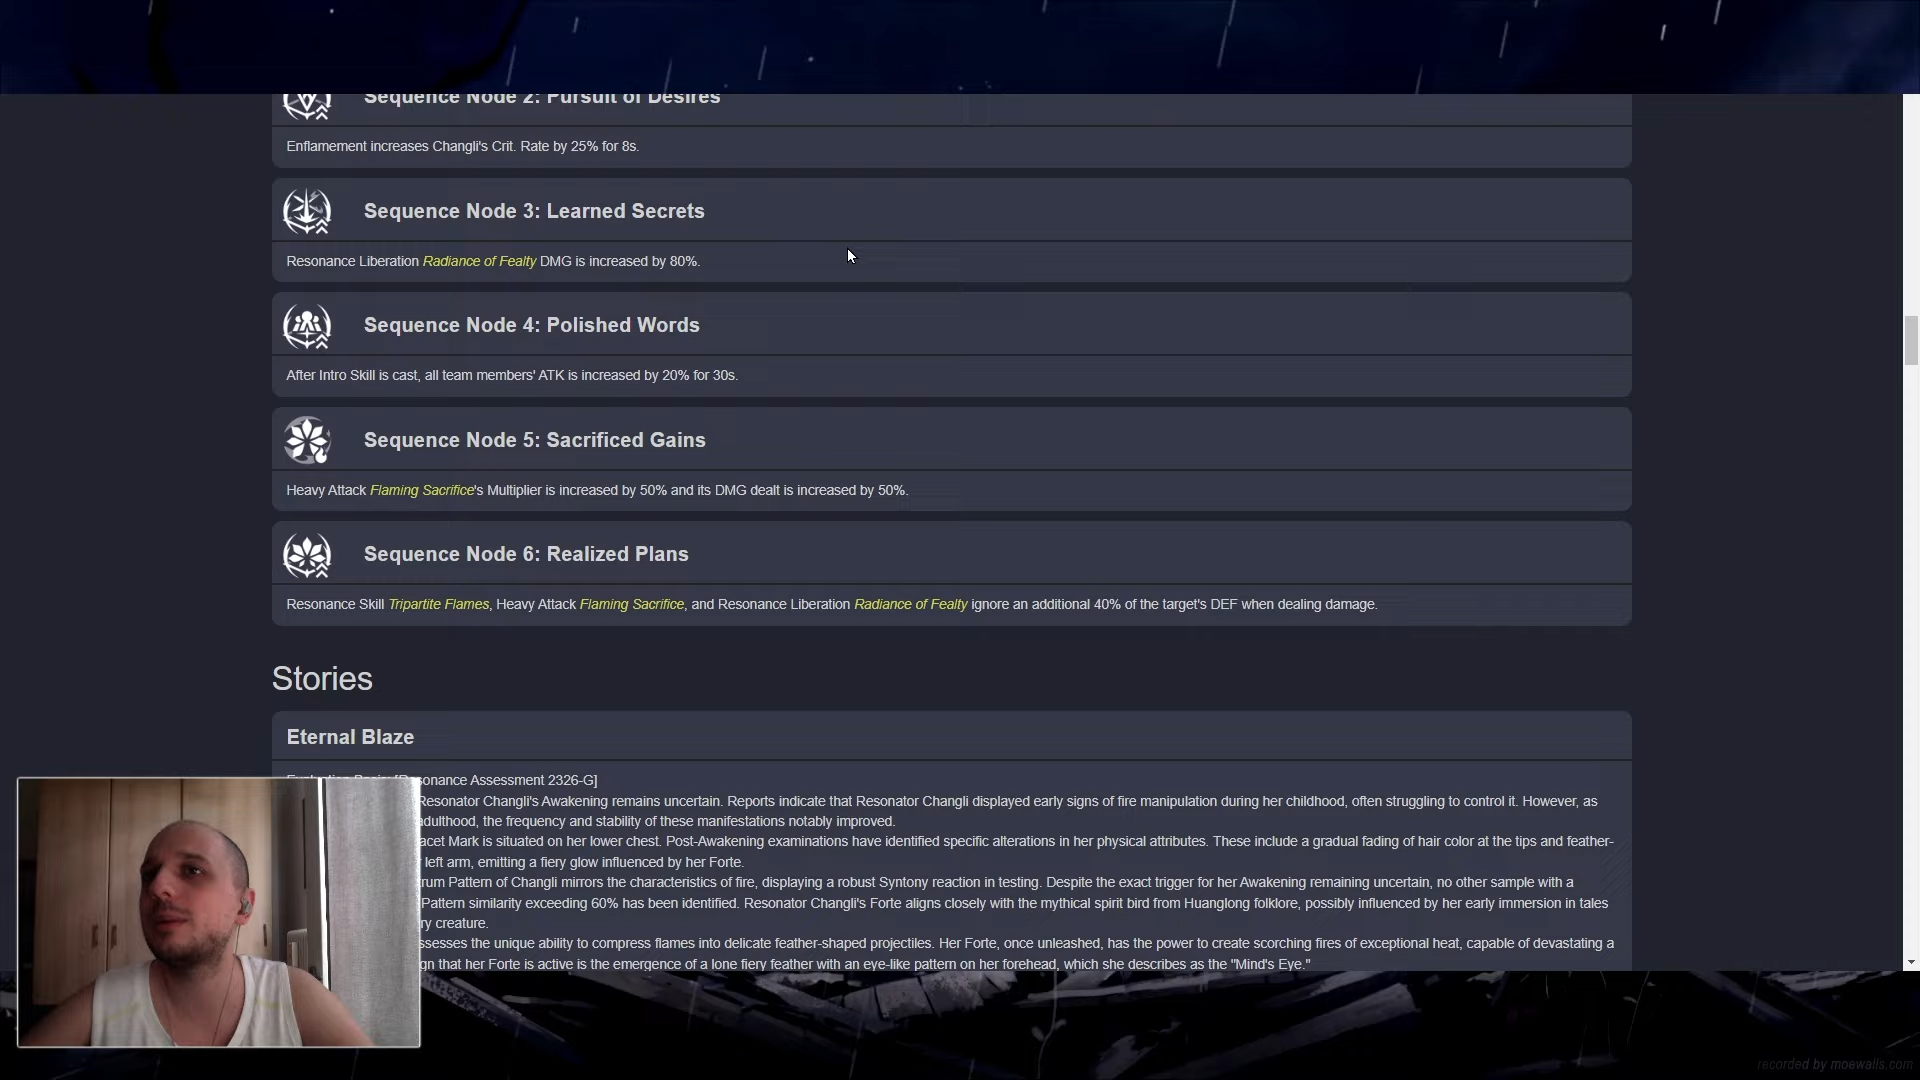 Sequence Node 2: Pursuit of Desires
Enflamement increases Changli's Crit. Rate by 25% for 8s.
Sequence Node 3: Learned Secrets
Resonance Liberation Radiance of Fealty DMG is increased by 80%.
Sequence Node 4: Polished Words
After Intro Skill is cast, all team members' ATK is increased by 20% for 30s.
Sequence Node 5: Sacrificed Gains
Heavy Attack Flaming Sacrifice's Multiplier is increased by 50% and its DMG dealt is increased by 50%.
Sequence Node 6: Realized Plans
Resonance Skill Tripartite Flames, Heavy Attack Flaming Sacrifice, and Resonance Liberation Radiance of Fealty ignore an additional 40% of the target's DEF when dealing damage.
Stories
Eternal Blaze
[Resonance Assessment 2326-G]
Resonator Changli's Awakening remains uncertain. Reports indicate that Resonator Changli displayed early signs of fire manipulation during her childhood, often struggling to control it. However, as
adulthood, the frequency and stability of these manifestations notably improved.
acet Mark is situated on her lower chest. Post-Awakening examinations have identified specific alterations in her physical attributes. These include a gradual fading of hair color at the tips and feather-
left arm, emitting a fiery glow influenced by her Forte.
trum Pattern of Changli mirrors the characteristics of fire, displaying a robust Syntony reaction in testing. Despite the exact trigger for her Awakening remaining uncertain, no other sample with a
Pattern similarity exceeding 60% has been identified. Resonator Changli's Forte aligns closely with the mythical spirit bird from Huanglong folklore, possibly influenced by her early immersion in tales
ry creature.
ssesses the unique ability to compress flames into delicate feather-shaped projectiles. Her Forte, once unleashed, has the power to create scorching fires of exceptional heat, capable of devastating a
gn that her Forte is active is the emergence of a lone fiery feather with an eye-like pattern on her forehead, which she describes as the "Mind's Eye."
recorded by moewalls.com